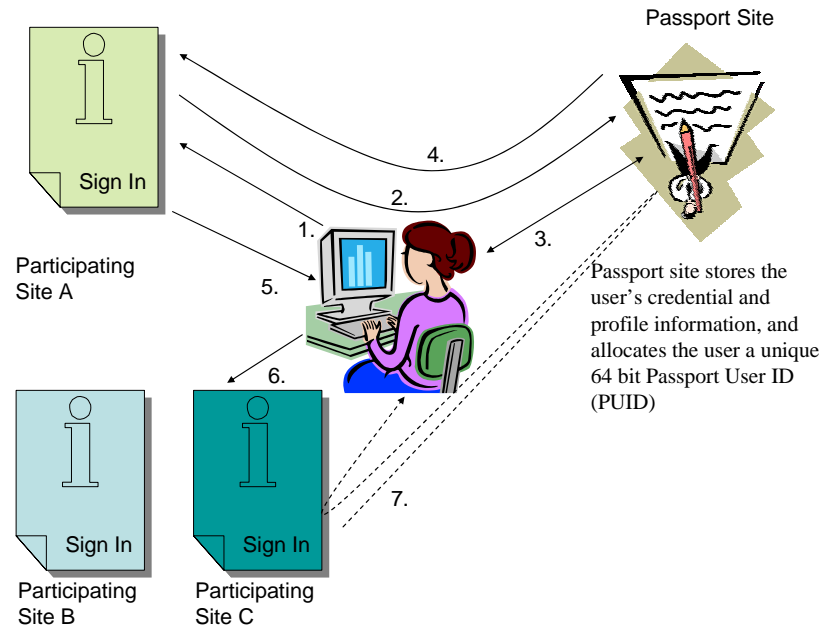 Passport Site
Sign In
4.
2.
1.
3.
Participating
Site A
5.
Passport site stores the
user’s credential and
profile information, and
allocates the user a unique
64 bit Passport User ID
(PUID)
6.
7.
Sign In
Sign In
Participating
Site B
Participating
Site C